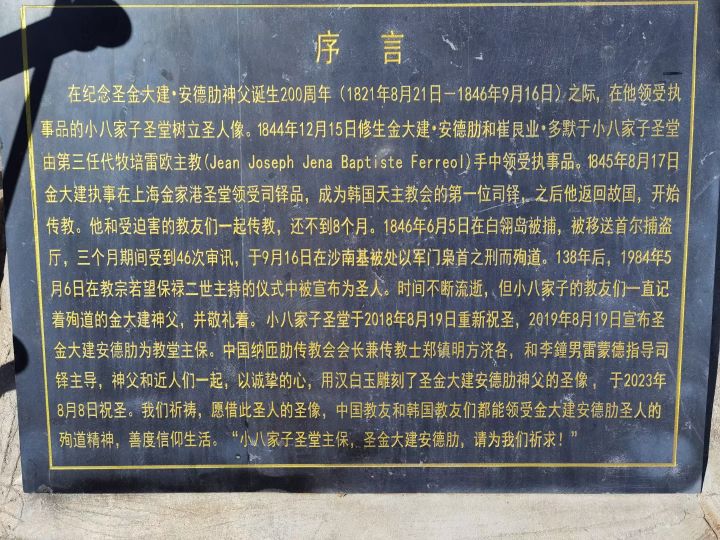 序 言
在纪念圣金大建•安德肋神父诞生200周年（1821年8月21日－1846年9月16日）之际，在他领受执
事品的小八家子圣堂树立圣人像。1844年12月15日修生金大建•安德肋和崔良业•多默于小八家子圣堂
由第三任代牧培雷欧主教(Jean Joseph Jena Baptiste Ferreol)手中领受执事品。1845年8月17日
金大建执事在上海金家港圣堂领受司铎品，成为韩国天主教会的第一位司铎，之后他返回故国，开始
传教。他和受迫害的教友们一起传教，还不到8个月。1846年6月5日在白翎岛被捕，被移送首尔捕盗
厅，三个月期间受到46次审讯，于9月16日在沙南基被处以军门枭首之刑而殉道。138年后，1984年5
月6日在教宗若望保禄二世主持的仪式中被宣布为圣人。时间不断流逝，但小八家子的教友们一直记
着殉道的金大建神父，并敬礼着。小八家子圣堂于2018年8月19日重新祝圣，2019年8月19日宣布圣
金大建安德肋为教堂主保。中国纳匝肋传教会会长兼传教士郑镇明方济各，和李鐘男雷蒙德指导司
铎主导，神父和近人们一起，以诚挚的心，用汉白玉雕刻了圣金大建安德肋神父的圣像，于2023年
8月8日祝圣。我们祈祷，愿借此圣人的圣像，中国教友和韩国教友们都能领受金大建安德肋圣人的
殉道精神，善度信仰生活。“小八家子圣堂主保，圣金大建安德肋，请为我们祈求！”